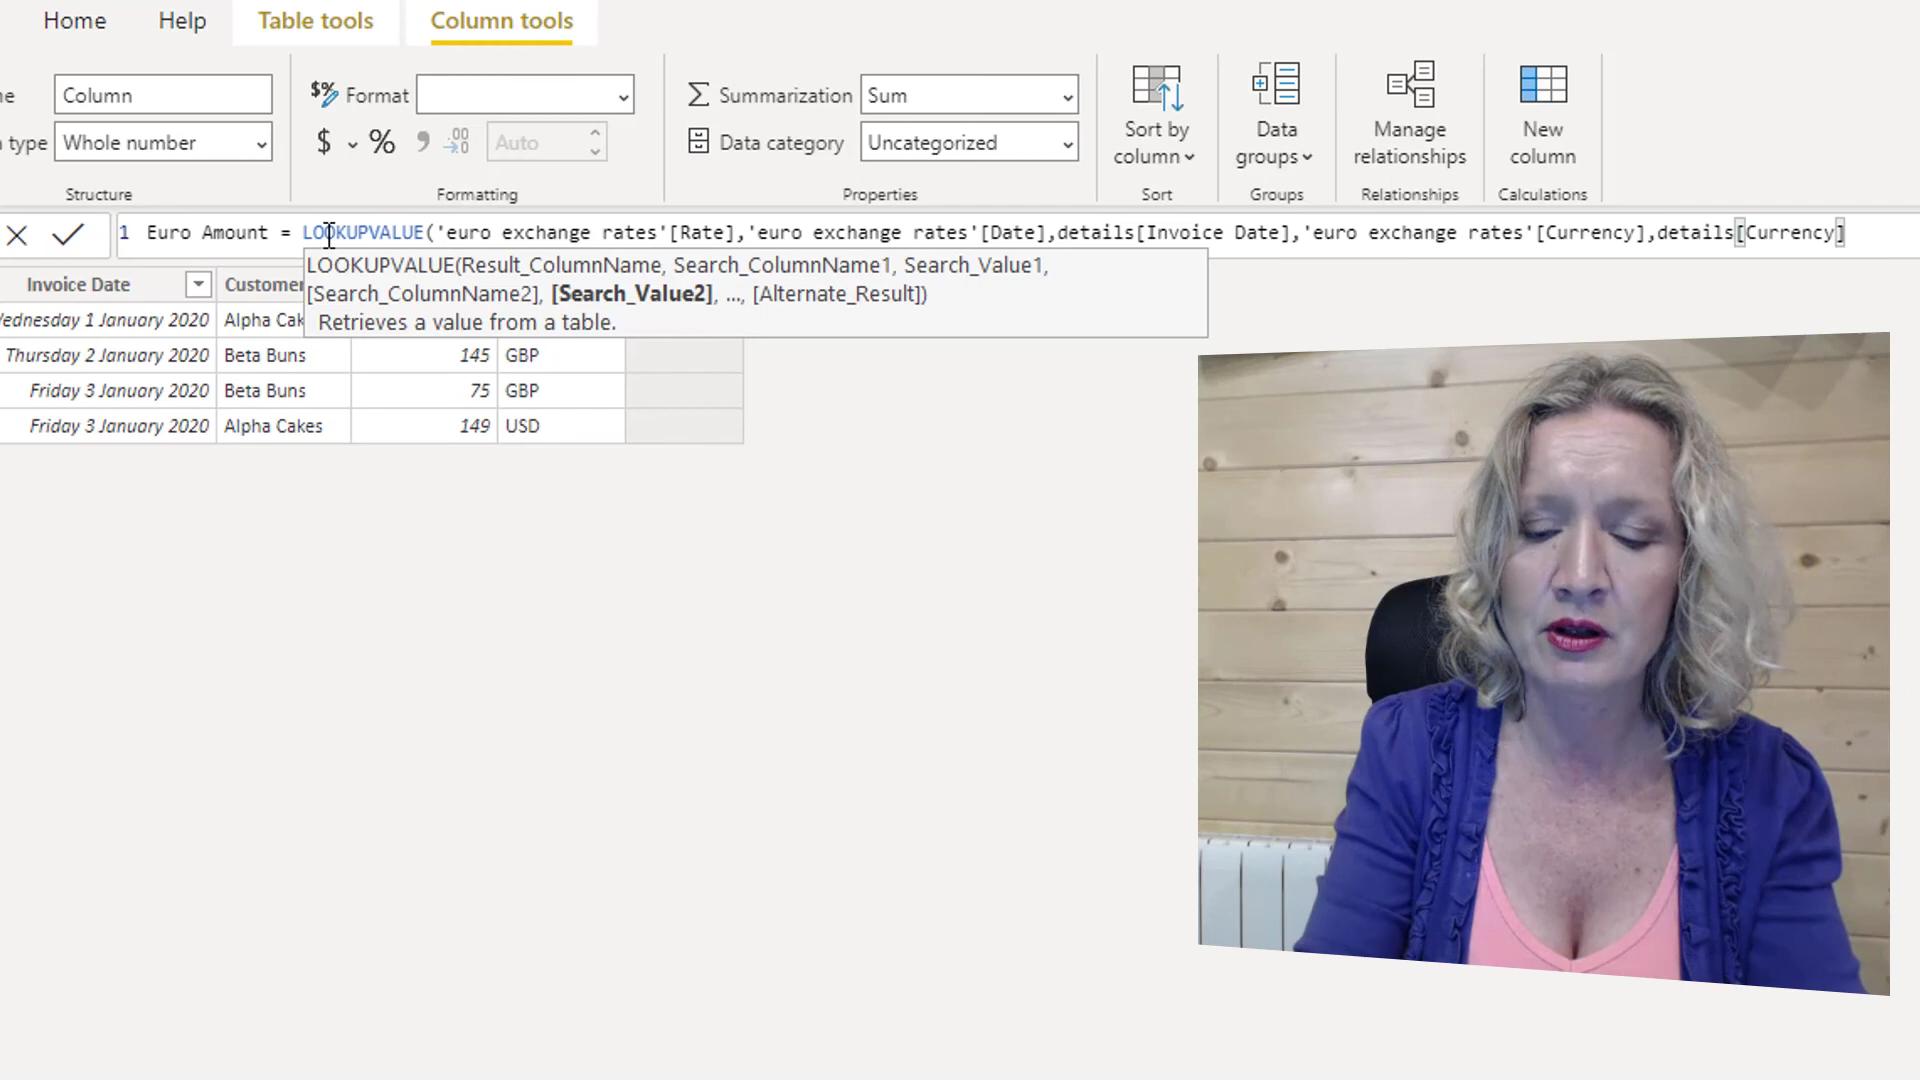 Home Help Table tools Column tools
Column
Format
Summarization Sum
Whole number
$ % Auto
Data category Uncategorized
Sort by column
Data groups
Manage relationships
New column
Structure Formatting Properties Sort Groups Relationships Calculations
1 Euro Amount = LOOKUPVALUE('euro exchange rates'[Rate],'euro exchange rates'[Date],details[Invoice Date],'euro exchange rates'[Currency],details[Currency]
LOOKUPVALUE(Result_ColumnName, Search_ColumnName1, Search_Value1,
[Search_ColumnName2], [Search_Value2], ..., [Alternate_Result])
Retrieves a value from a table.
Invoice Date Customer
ednesday 1 January 2020 Alpha Cak
Thursday 2 January 2020 Beta Buns 145 GBP
Friday 3 January 2020 Beta Buns 75 GBP
Friday 3 January 2020 Alpha Cakes 149 USD